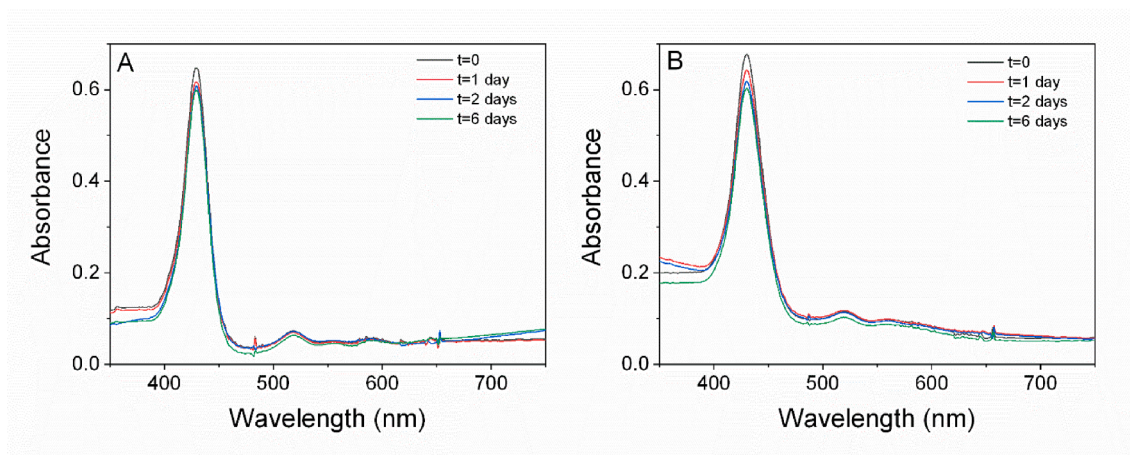 A
t=0
t=1 day
t=2 days
t=6 days
0.6
0.4
0.2
0.0
Absorbance
400 500 600 700
Wavelength (nm)
B
t=0
t=1 day
t=2 days
t=6 days
0.6
0.4
0.2
0.0
Absorbance
400 500 600 700
Wavelength (nm)